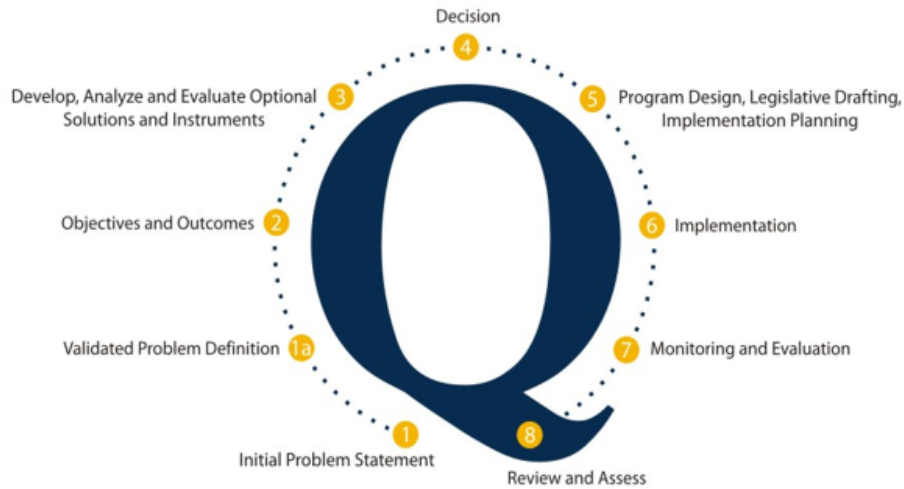 Decision
4
Develop, Analyze and Evaluate Optional
Solutions and Instruments
3
5
Program Design, Legislative Drafting,
Implementation Planning
Objectives and Outcomes
2
6
Implementation
Validated Problem Definition
1a
7
Monitoring and Evaluation
1
Initial Problem Statement
8
Review and Assess
Q